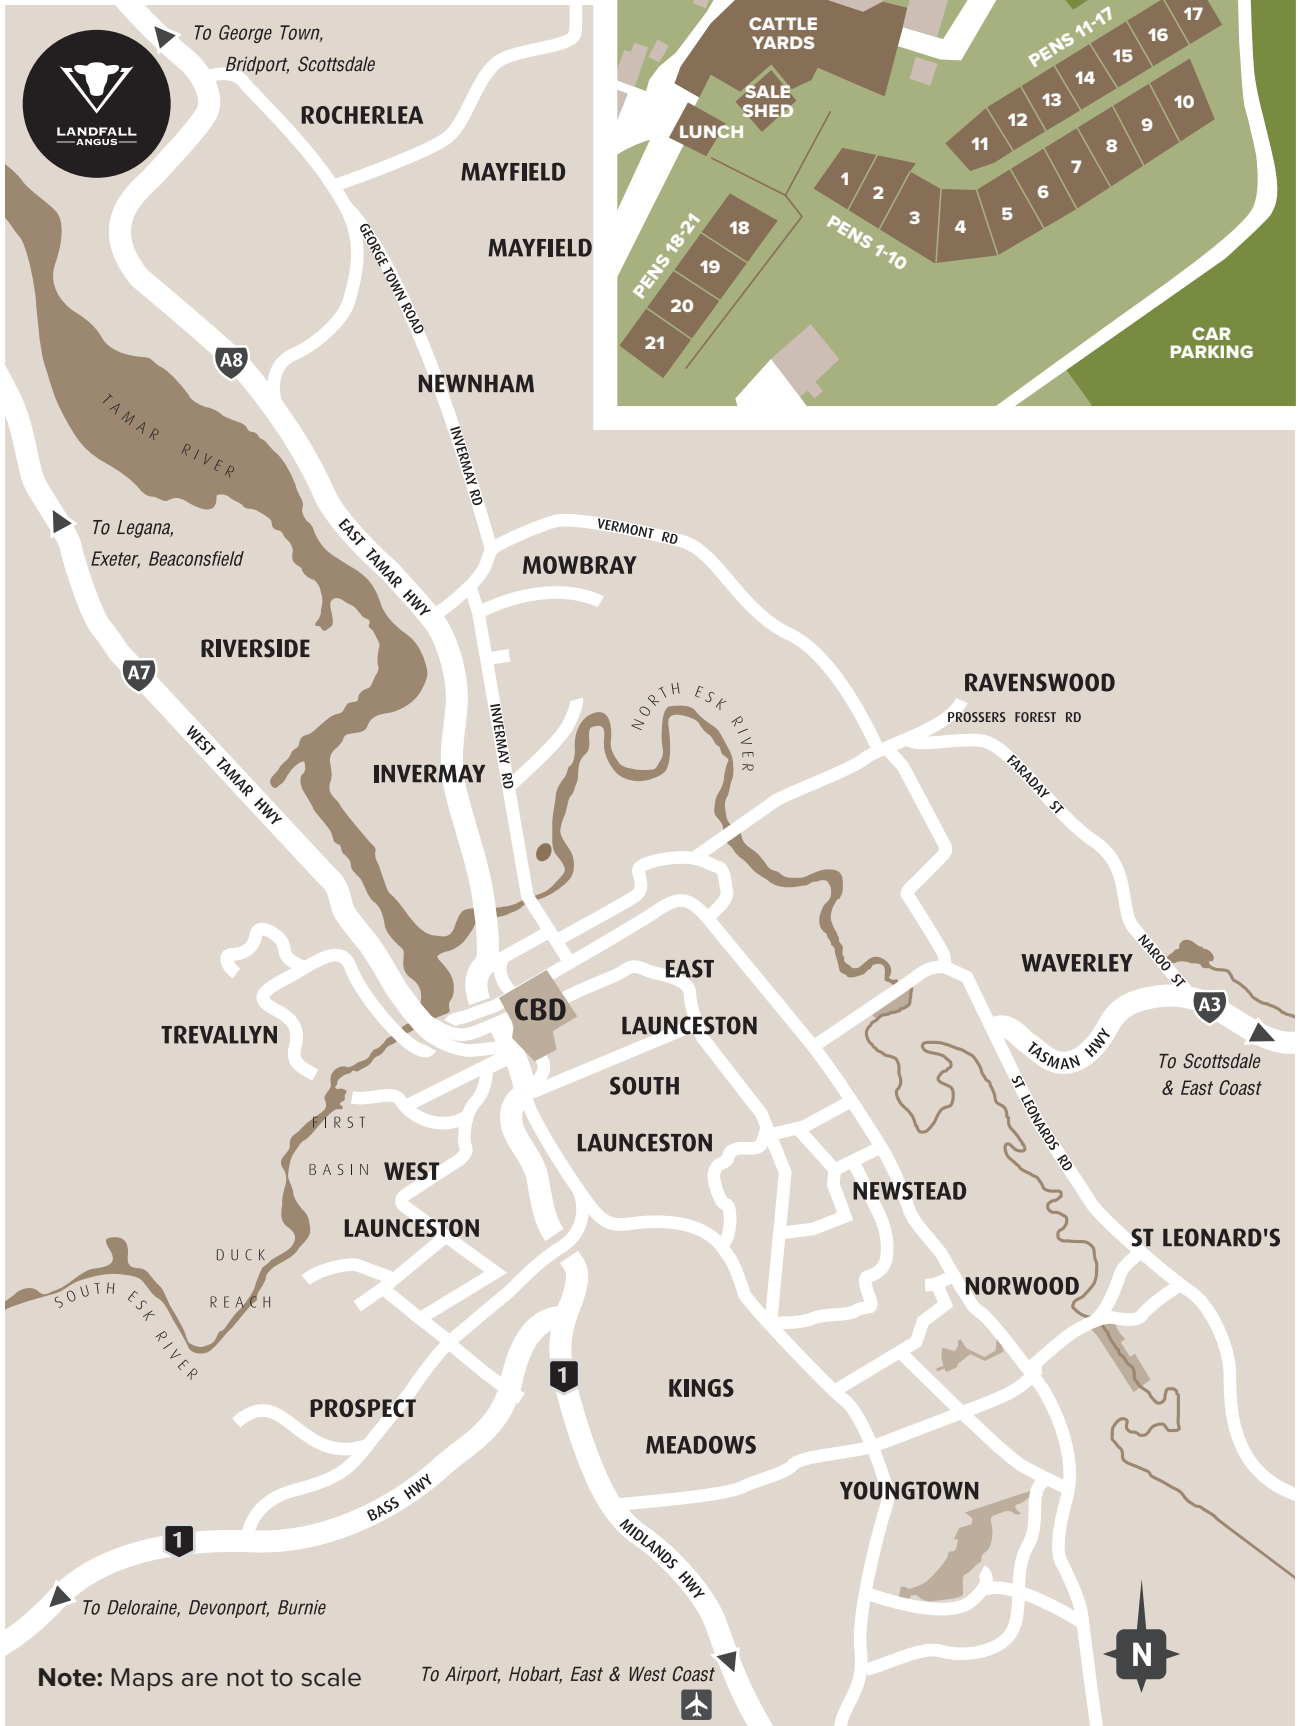 LANDFALL
ANGUS
To George Town,
Bridport, Scottsdale
ROCHERLEA
MAYFIELD
MAYFIELD
GEORGE TOWN ROAD
A8
NEWNHAM
TAMAR RIVER
INVERMAY RD
To Legana,
Exeter, Beaconsfield
EAST TAMAR HWY
VERMONT RD
MOWBRAY
RIVERSIDE
A7
WEST TAMAR HWY
INVERMAY
INVERMAY RD
NORTH ESK RIVER
RAVENSWOOD
PROSSERS FOREST RD
FARADAY ST
WAVERLEY
NAROO ST
A3
TASMAN HWY
To Scottsdale
& East Coast
EAST
LAUNCESTON
CBD
TREVALLYN
SOUTH
LAUNCESTON
ST LEONARDS RD
FIRST
BASIN
WEST
LAUNCESTON
NEWSTEAD
ST LEONARD'S
DUCK
REACH
SOUTH ESK RIVER
NORWOOD
1
KINGS
MEADOWS
PROSPECT
BASS HWY
YOUNGTOWN
1
MIDLANDS HWY
To Deloraine, Devonport, Burnie
Note: Maps are not to scale
To Airport, Hobart, East & West Coast
N
CATTLE
YARDS
SALE
SHED
LUNCH
PENS 11-17
17
16
15
14
13
12
11
10
9
8
7
6
5
4
3
2
1
PENS 1-10
PENS 18-21
18
19
20
21
CAR
PARKING